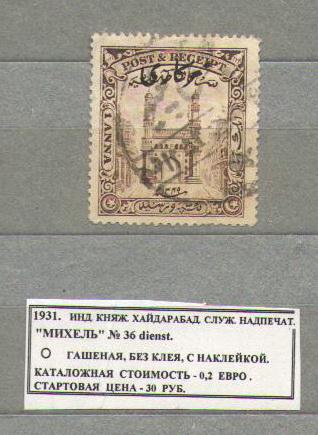 POST & RECEIPT
سرکاری
1 ANNA
1931. ИНД. КНЯЖ. ХАЙДАРАБАД. СЛУЖ. НАДПЕЧАТ.
"МИХЕЛЬ" № 36 dienst.
О ГАШЕНАЯ, БЕЗ КЛЕЯ, С НАКЛЕЙКОЙ.
КАТАЛОЖНАЯ СТОИМОСТЬ - 0,2 ЕВРО.
СТАРТОВАЯ ЦЕНА - 30 РУБ.